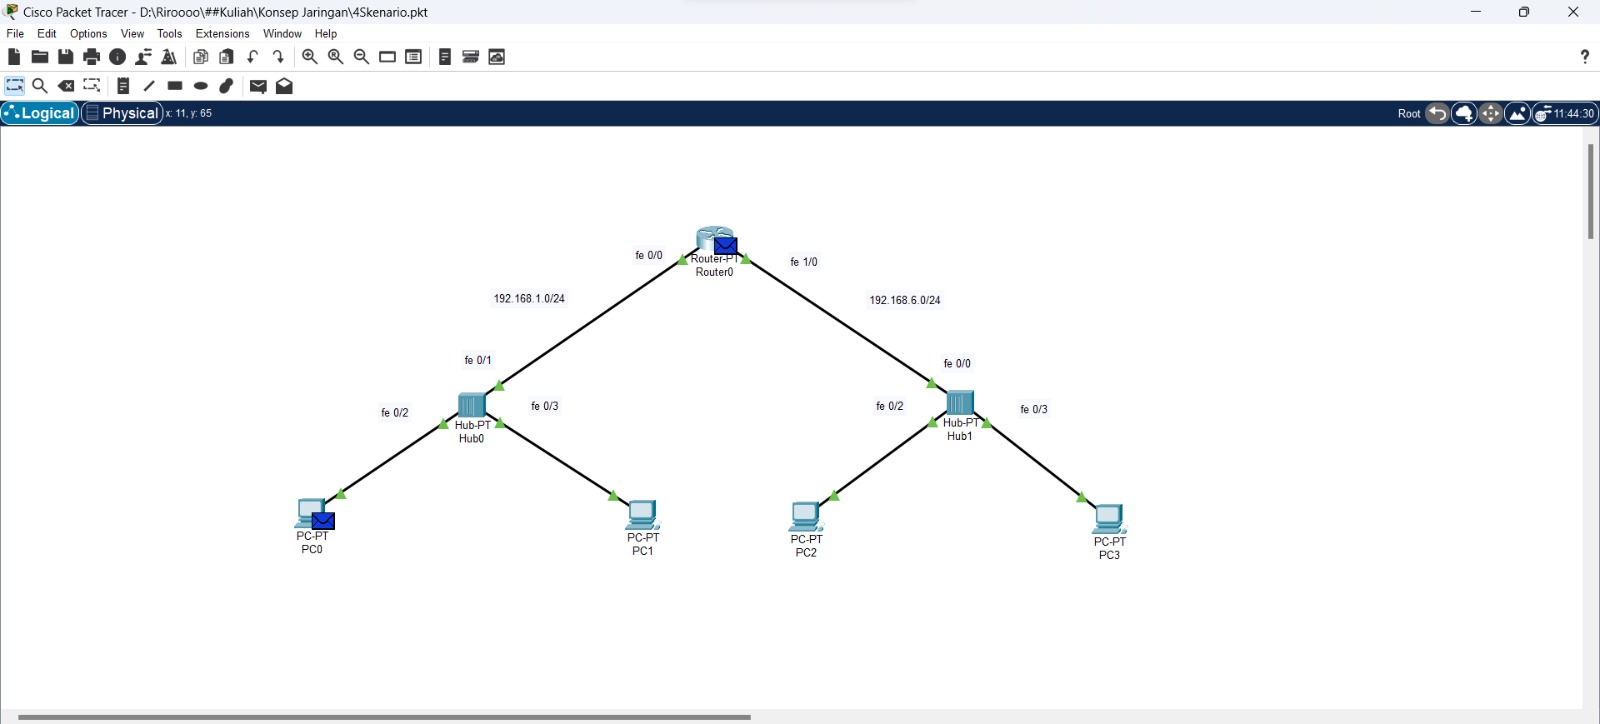 Cisco Packet Tracer - D:\Riroooo\##Kuliah\Konsep Jaringan\4Skenario.pkt
File Edit Options View Tools Extensions Window Help
?
Logical Physical x: 11, y: 65 Root 11:44:30
fe 0/0
fe 1/0
Router-PT
Router0
192.168.1.0/24
192.168.6.0/24
fe 0/1
fe 0/0
fe 0/2
fe 0/3
fe 0/2
fe 0/3
Hub-PT
Hub0
Hub-PT
Hub1
PC-PT
PC0
PC-PT
PC1
PC-PT
PC2
PC-PT
PC3